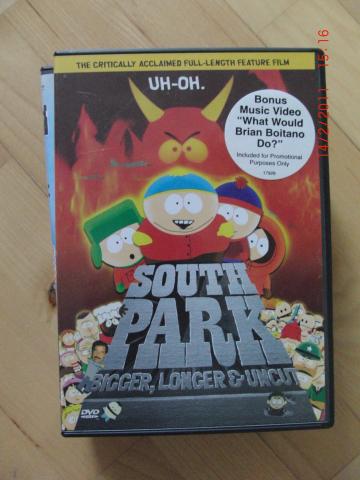 THE CRITICALLY ACCLAIMED FULL-LENGTH FEATURE FILM
UH-OH.
Bonus
Music Video
"What Would
Brian Boitano
Do?"
Included for Promotional
Purposes Only
17609
SOUTH
PARK
BIGGER, LONGER & UNCUT
DVD
14/2/2011 15:16